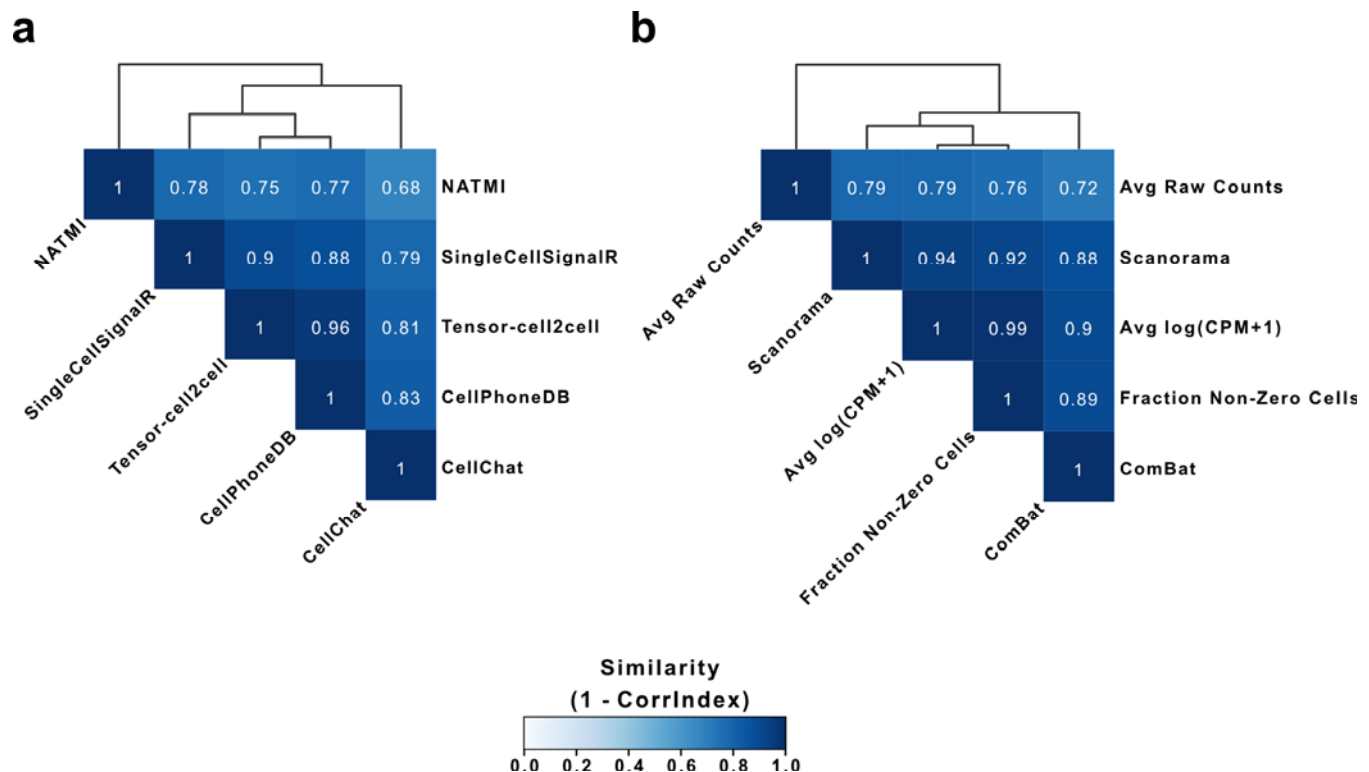 a
b
1 0.78 0.75 0.77 0.68 NATMI
1 0.9 0.88 0.79 SingleCellSignalR
1 0.96 0.81 Tensor-cell2cell
1 0.83 CellPhoneDB
1 CellChat
NATMI
SingleCellSignalR
Tensor-cell2cell
CellPhoneDB
CellChat
1 0.79 0.79 0.76 0.72 Avg Raw Counts
1 0.94 0.92 0.88 Scanorama
1 0.99 0.9 Avg log(CPM+1)
1 0.89 Fraction Non-Zero Cells
1 ComBat
Avg Raw Counts
Scanorama
Avg log(CPM+1)
Fraction Non-Zero Cells
ComBat
Similarity
(1 - CorrIndex)
0.0 0.2 0.4 0.6 0.8 1.0